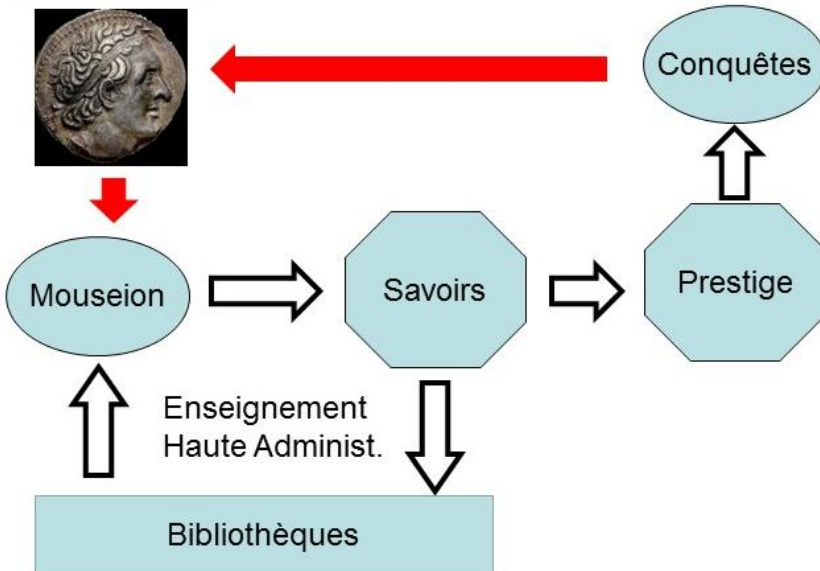 Conquêtes
Mouseion
Savoirs
Prestige
Enseignement
Haute Administ.
Bibliothèques